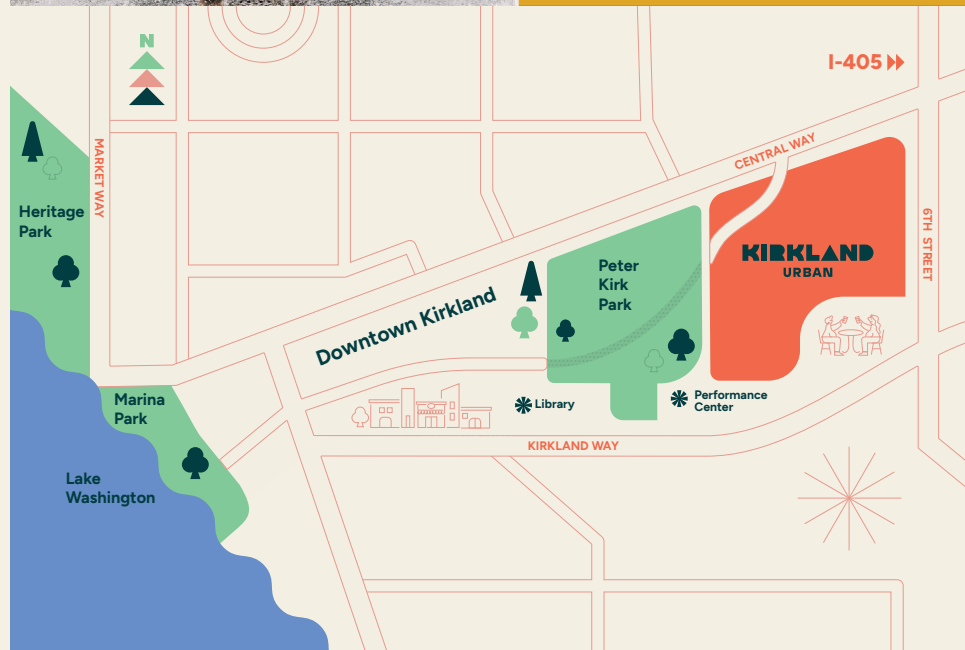 N
I-405
CENTRAL WAY
MARKET WAY
Heritage
Park
6TH STREET
KIRKLAND
URBAN
Peter
Kirk
Park
Downtown Kirkland
Marina
Park
Library
Performance
Center
KIRKLAND WAY
Lake
Washington